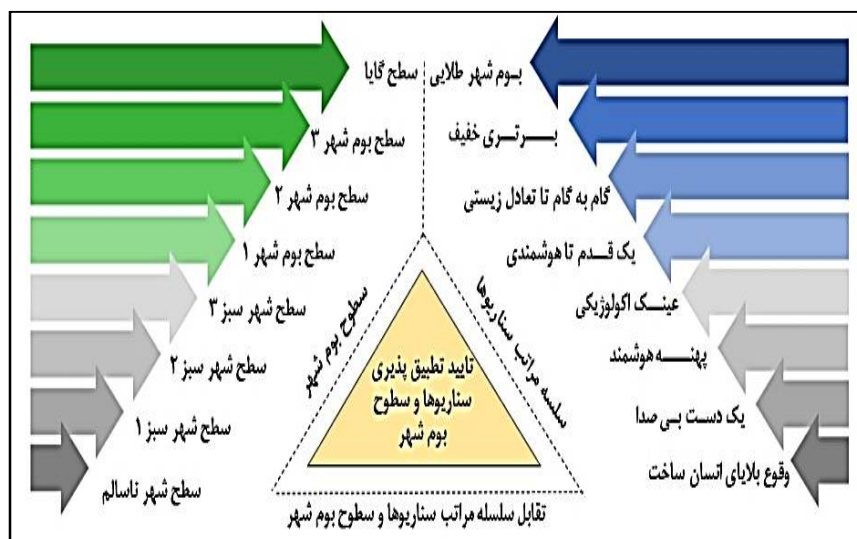 بوم شهر طلایی
سطح گایا
برتری خفیف
سطح بوم شهر ۳
گام به گام تا تعادل زیستی
سطح بوم شهر ۲
یک قدم تا هوشمندی
سطح بوم شهر ۱
عینک اکولوژیکی
سطح شهر سبز ۳
پهنه هوشمند
سطح شهر سبز ۲
یک دست بی صدا
سطح شهر سبز ۱
وقوع بلایای انسان ساخت
سطح شهر ناسالم
سلسه مراتب سناریوها
سطوح بوم شهر
تایید تطبیق پذیری
سناریوها و سطوح
بوم شهر
تقابل سلسله مراتب سناریوها و سطوح بوم شهر